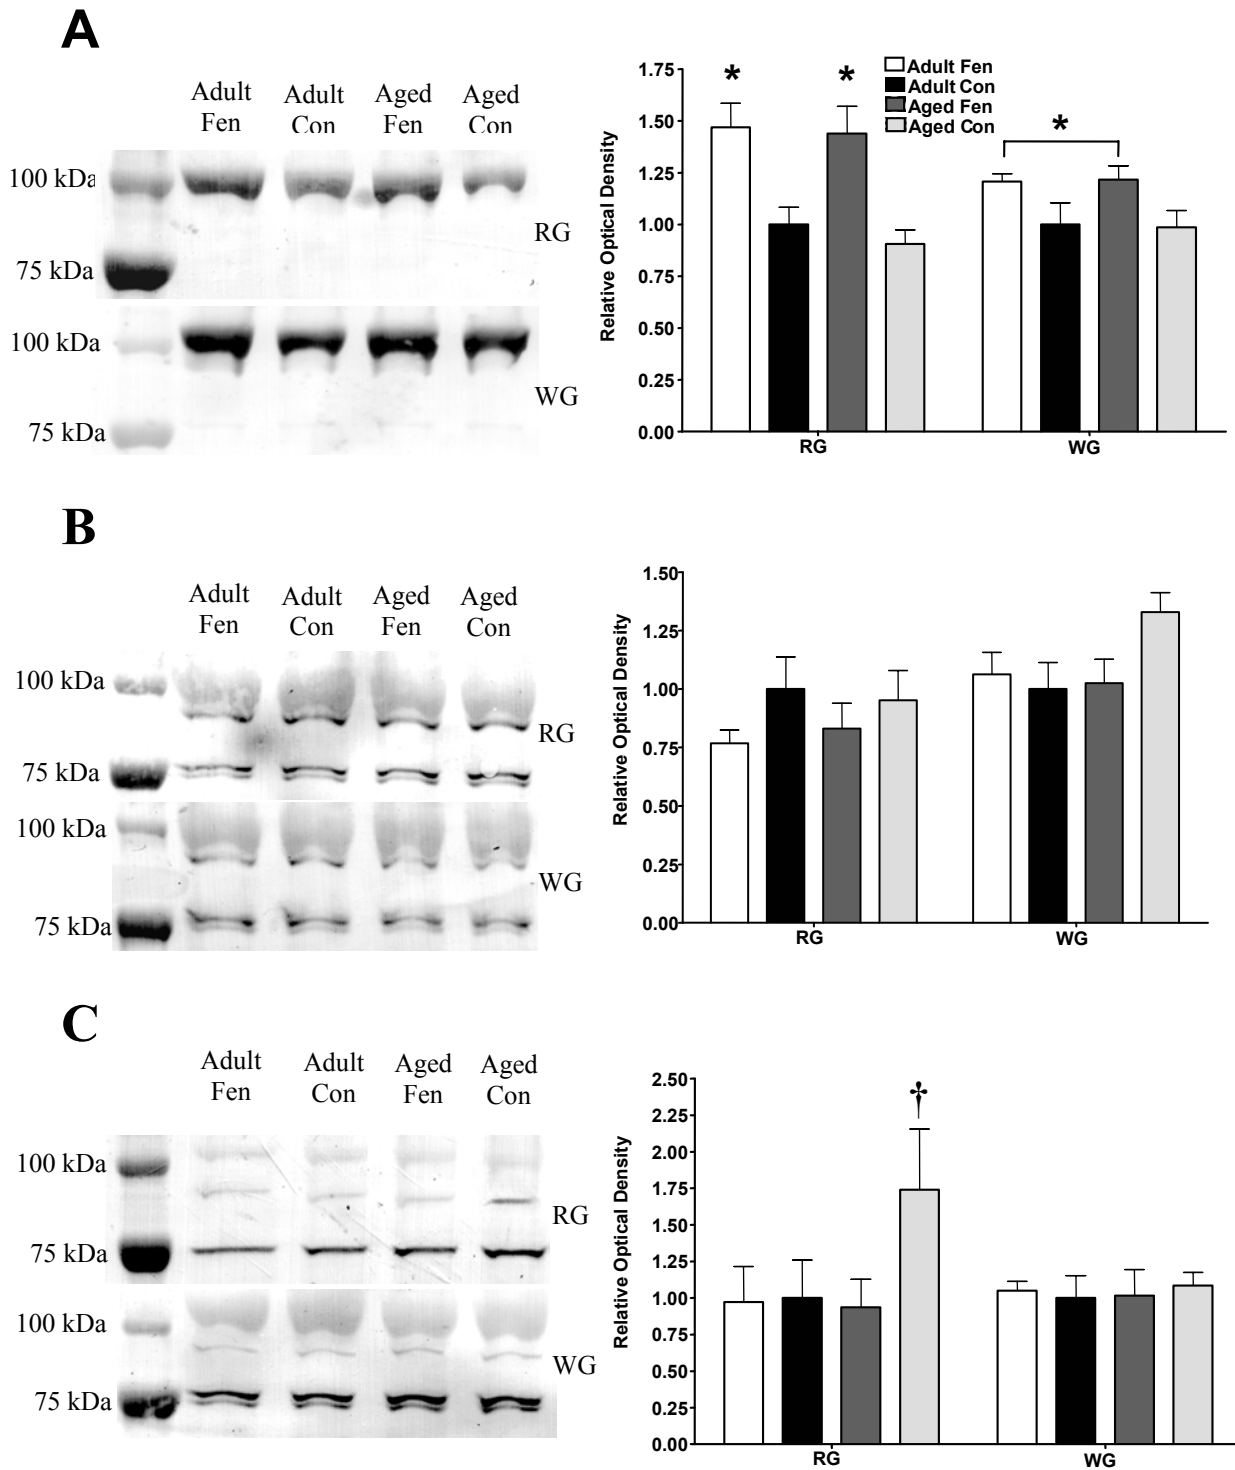 A
Adult Adult Aged Aged
Fen Con Fen Con
100 kDa
RG
75 kDa
100 kDa
WG
75 kDa
Adult Fen
Adult Con
Aged Fen
Aged Con
Relative Optical Density
1.75
1.50
1.25
1.00
0.75
0.50
0.25
0.00
* * *
RG WG
B
Adult Adult Aged Aged
Fen Con Fen Con
100 kDa
RG
75 kDa
100 kDa
WG
75 kDa
Relative Optical Density
1.50
1.25
1.00
0.75
0.50
0.25
0.00
RG WG
C
Adult Adult Aged Aged
Fen Con Fen Con
100 kDa
RG
75 kDa
100 kDa
WG
75 kDa
Relative Optical Density
2.50
2.25
2.00
1.75
1.50
1.25
1.00
0.75
0.50
0.25
0.00
†
RG WG